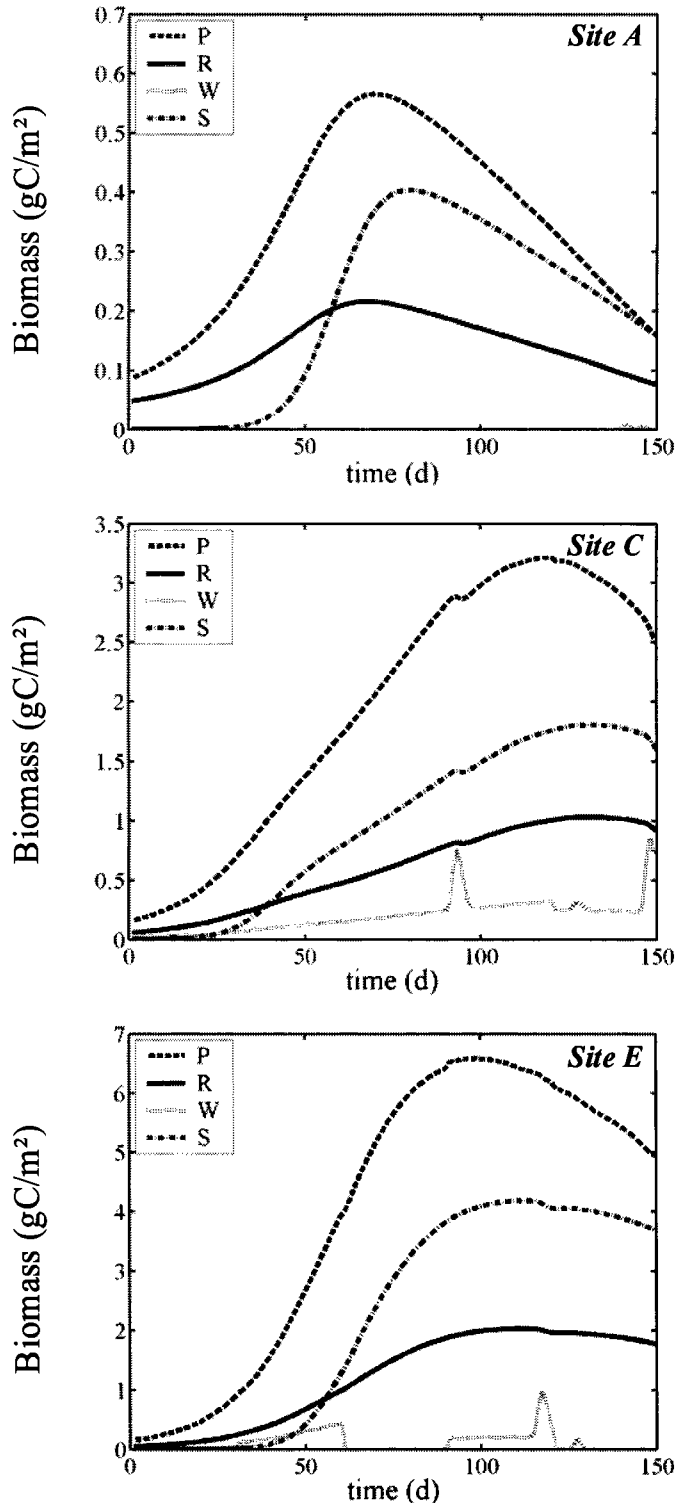 Site A
P
R
W
S
0.7
0.6
0.5
0.4
0.3
0.2
0.1
0
Biomass (gC/m²)
0
50
100
150
time (d)
Site C
P
R
W
S
3.5
3
2.5
2
1.5
1
0.5
0
Biomass (gC/m²)
0
50
100
150
time (d)
Site E
P
R
W
S
7
6
5
4
3
2
1
0
Biomass (gC/m²)
0
50
100
150
time (d)